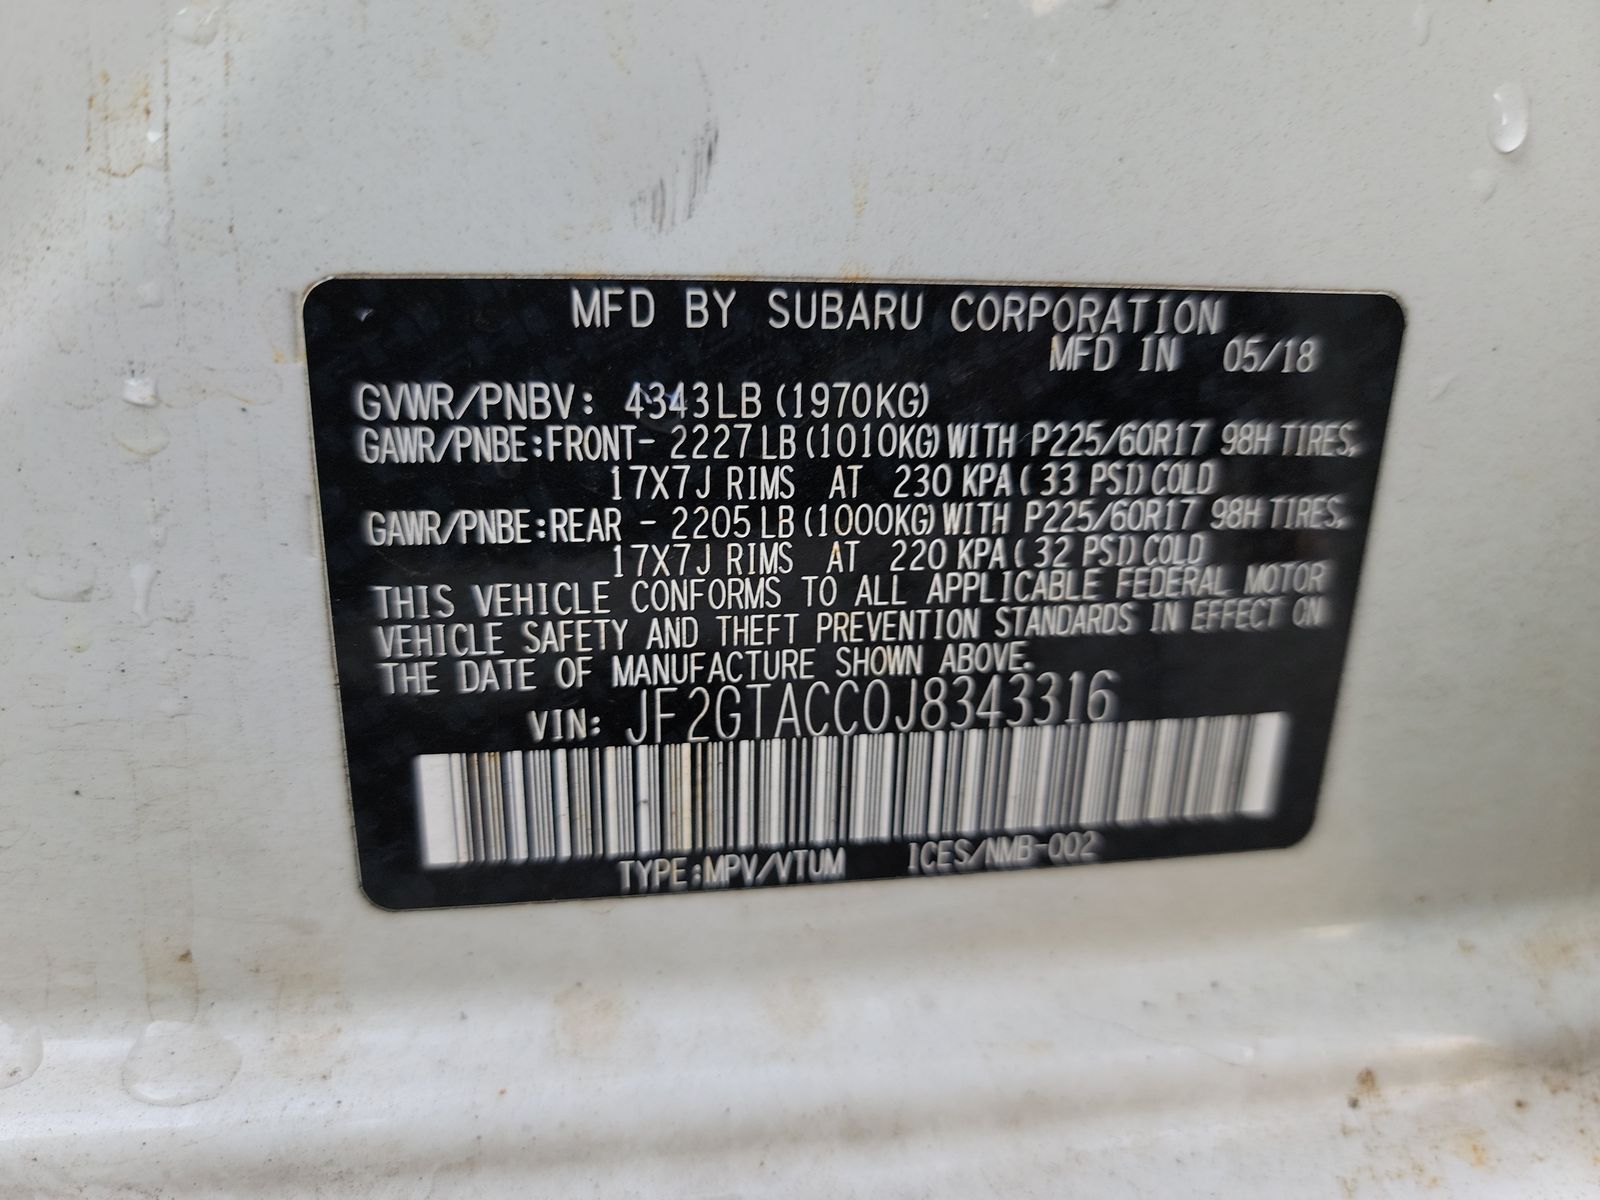 MFD BY SUBARU CORPORATION
MFD IN 05/18
GVWR/PNBV: 4343LB (1970KG)
GAWR/PNBE:FRONT- 2227LB (1010KG) WITH P225/60R17 98H TIRES,
17X7J RIMS AT 230 KPA( 33 PSI) COLD
GAWR/PNBE:REAR - 2205LB (1000KG) WITH P225/60R17 98H TIRES,
17X7J RIMS AT 220 KPA( 32 PSI) COLD
THIS VEHICLE CONFORMS TO ALL APPLICABLE FEDERAL MOTOR
VEHICLE SAFETY AND THEFT PREVENTION STANDARDS IN EFFECT ON
THE DATE OF MANUFACTURE SHOWN ABOVE.
VIN: JF2GTACC0J8343316
TYPE:MPV/VTUM ICES/NMB-002